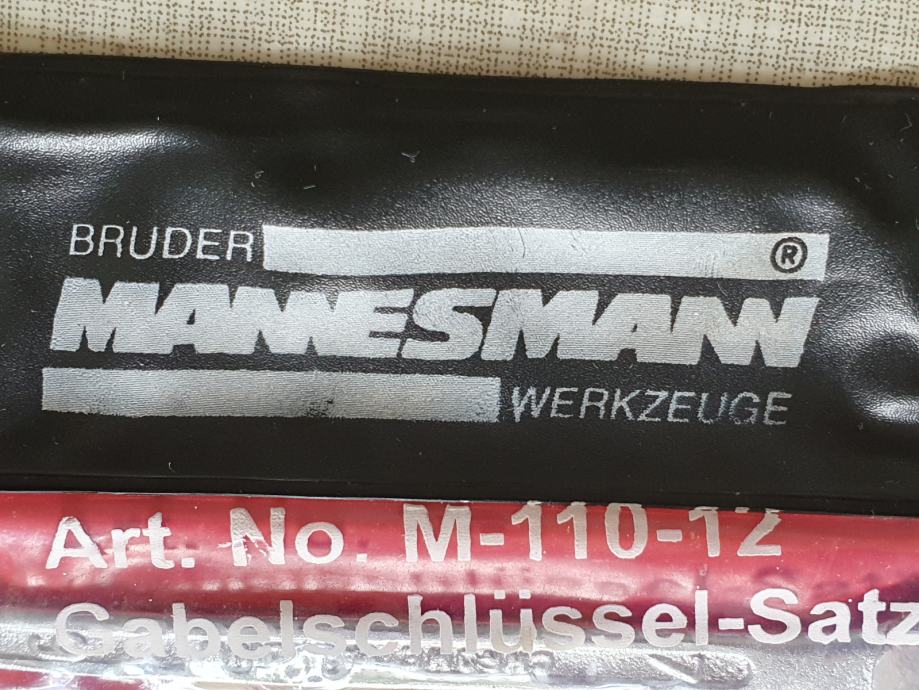 BRUDER ®
MANNESMANN
WERKZEUGE
Art. No. M-110-12
Gabelschlüssel-Satz